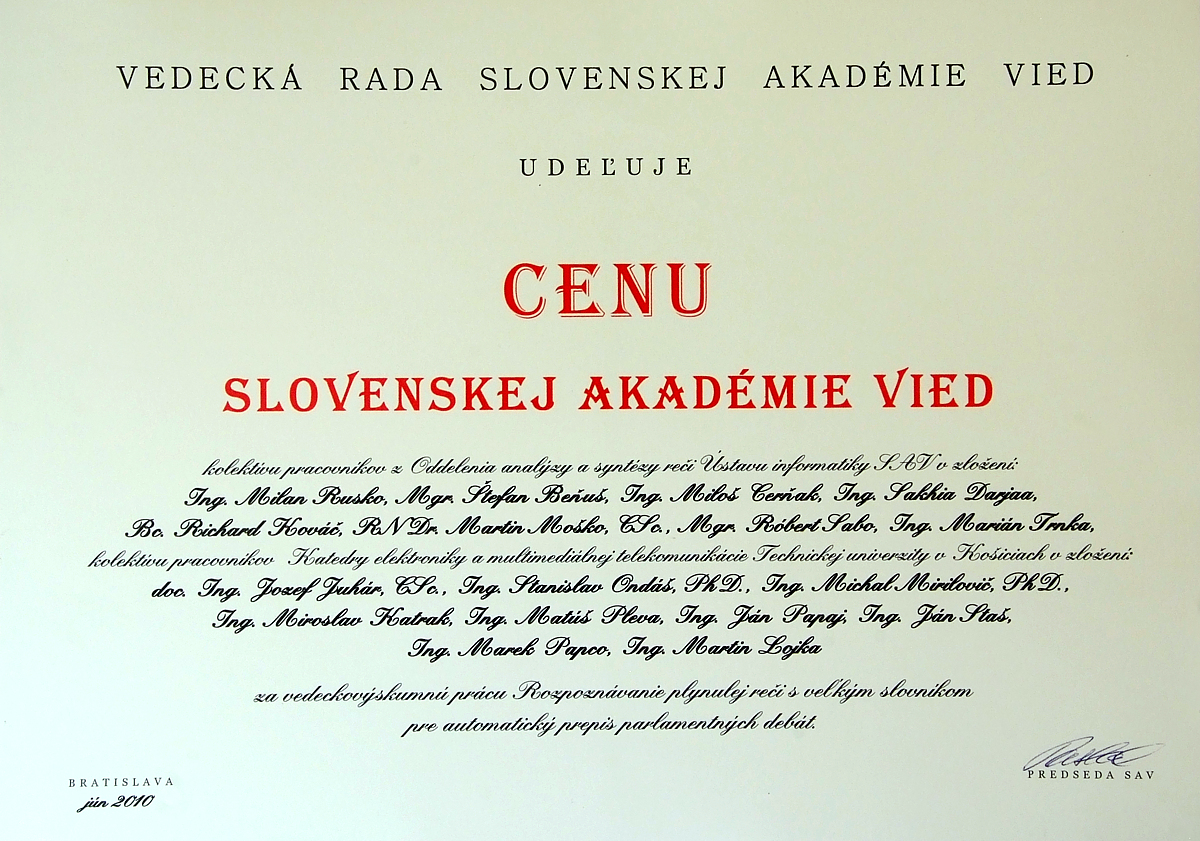 VEDECKÁ RADA SLOVENSKEJ AKADÉMIE VIED
UDEĽUJE
CENU
SLOVENSKEJ AKADÉMIE VIED
kolektívu pracovníkov z Oddelenia analýzy a syntézy reči Ústavu informatiky SAV v zložení:
Ing. Milan Rusko, Mgr. Štefan Beňuš, Ing. Miloš Cerňak, Ing. Sakhia Darjaa,
Bc. Richard Kováč, RNDr. Martin Moško, CSc., Mgr. Róbert Sabo, Ing. Marián Trnka,
kolektívu pracovníkov Katedry elektroniky a multimediálnej telekomunikácie Technickej univerzity v Košiciach v zložení:
doc. Ing. Jozef Juhár, CSc., Ing. Stanislav Ondáš, PhD., Ing. Michal Mirilovič, PhD.,
Ing. Miroslav Katrak, Ing. Matúš Pleva, Ing. Ján Papaj, Ing. Ján Staš,
Ing. Marek Papco, Ing. Martin Lojka
za vedeckovýskumnú prácu Rozpoznávanie plynulej reči s veľkým slovníkom
pre automatický prepis parlamentných debát.
BRATISLAVA
jún 2010
PREDSEDA SAV